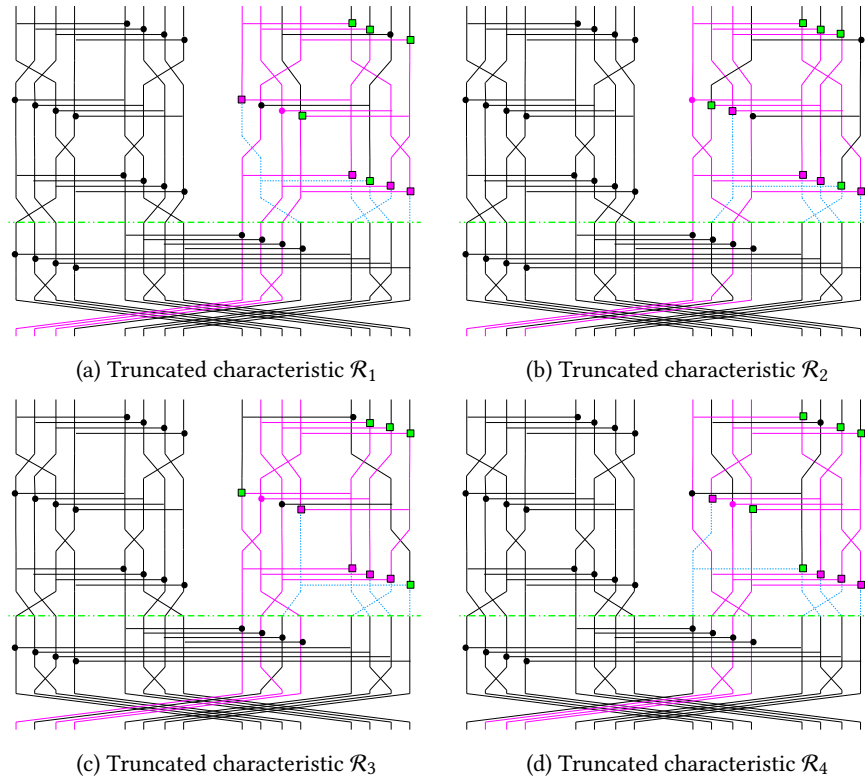 (a) Truncated characteristic ℛ₁
(b) Truncated characteristic ℛ₂
(c) Truncated characteristic ℛ₃
(d) Truncated characteristic ℛ₄